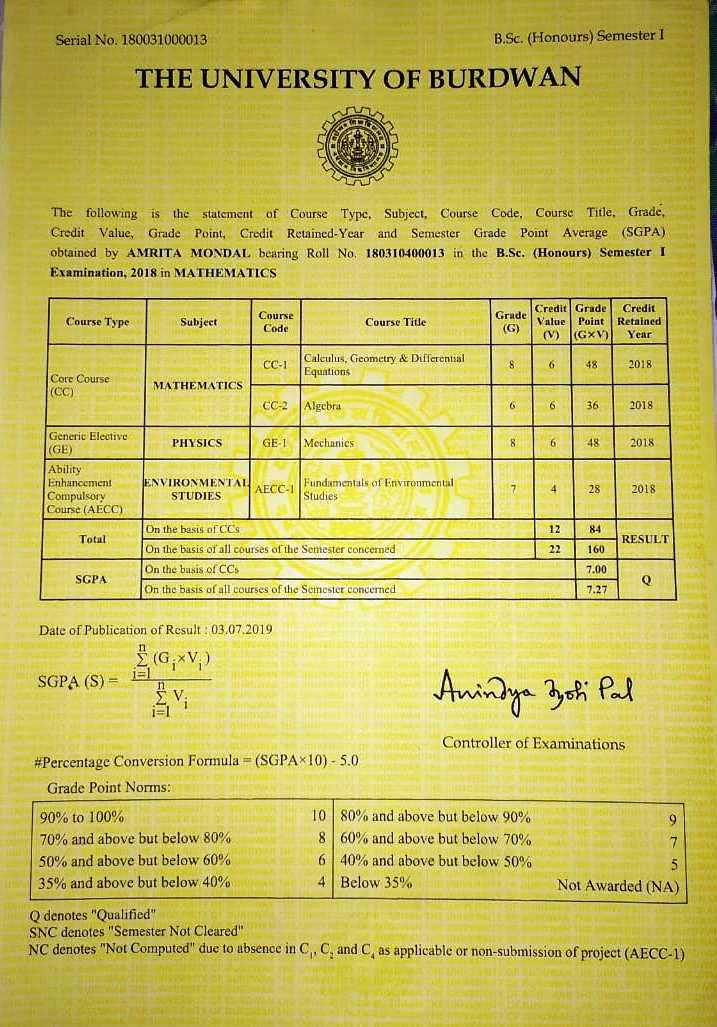 Serial No. 180031000013
B.Sc. (Honours) Semester I
THE UNIVERSITY OF BURDWAN
The following is the statement of Course Type, Subject, Course Code, Course Title, Grade,
Credit Value, Grade Point, Credit Retained-Year and Semester Grade Point Average (SGPA)
obtained by AMRITA MONDAL bearing Roll No. 180310400013 in the B.Sc. (Honours) Semester I
Examination, 2018 in MATHEMATICS
Course Type Subject Course Code Course Title Grade (G) Credit Value (V) Grade Point (G×V) Credit Retained Year
Core Course (CC) MATHEMATICS CC-1 Calculus, Geometry & Differential Equations 8 6 48 2018
CC-2 Algebra 6 6 36 2018
Generic Elective (GE) PHYSICS GE-1 Mechanics 8 6 48 2018
Ability Enhancement Compulsory Course (AECC) ENVIRONMENTAL STUDIES AECC-1 Fundamentals of Environmental Studies 7 4 28 2018
Total On the basis of CCs 12 84 RESULT
On the basis of all courses of the Semester concerned 22 160
SGPA On the basis of CCs 7.00 Q
On the basis of all courses of the Semester concerned 7.27
Date of Publication of Result : 03.07.2019
SGPA (S) = n Σ i=1 (Gi×Vi) / n Σ i=1 Vi
Anindya Jyoti Pal
Controller of Examinations
#Percentage Conversion Formula = (SGPA×10) - 5.0
Grade Point Norms:
90% to 100% 10 80% and above but below 90% 9
70% and above but below 80% 8 60% and above but below 70% 7
50% and above but below 60% 6 40% and above but below 50% 5
35% and above but below 40% 4 Below 35% Not Awarded (NA)
Q denotes "Qualified"
SNC denotes "Semester Not Cleared"
NC denotes "Not Computed" due to absence in C1, C2 and C4 as applicable or non-submission of project (AECC-1)